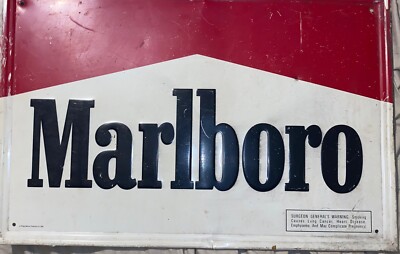 Marlboro
SURGEON GENERAL'S WARNING: Smoking
Causes Lung Cancer, Heart Disease,
Emphysema, And May Complicate Pregnancy.